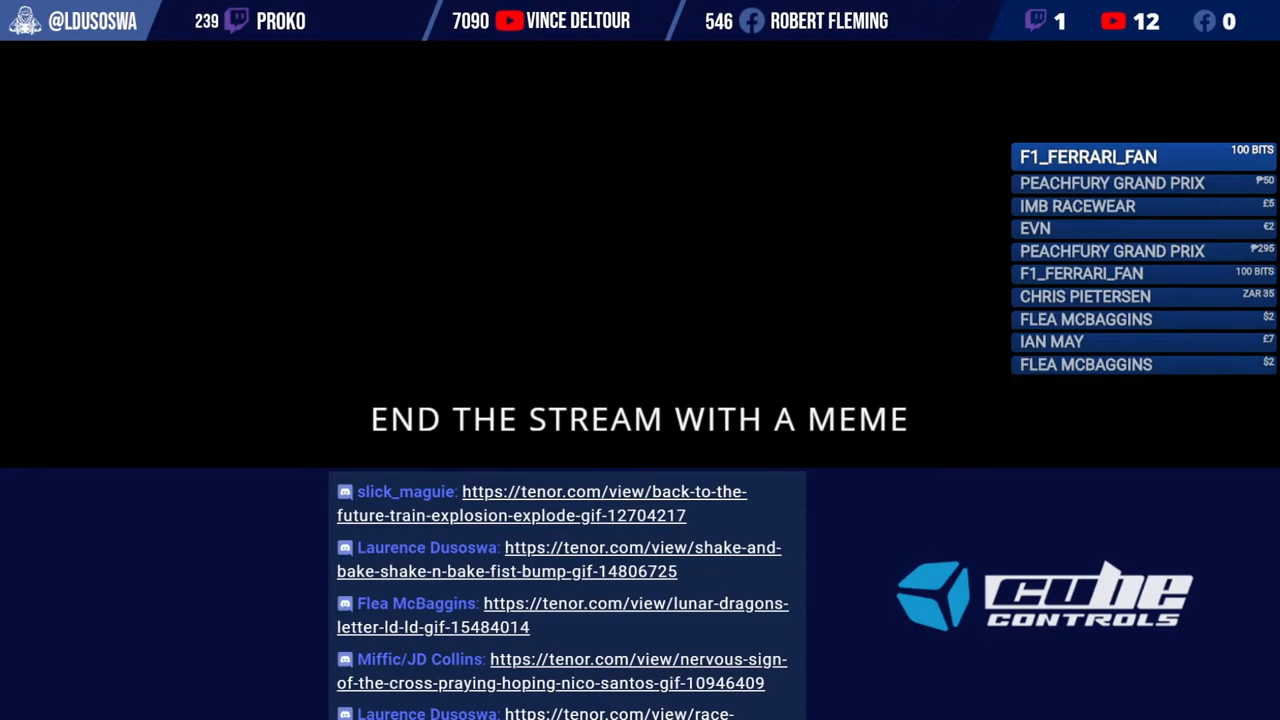 @LDUSOSWA
239 PROKO
7090 VINCE DELTOUR
546 ROBERT FLEMING
1
12
0
F1_FERRARI_FAN 100 BITS
PEACHFURY GRAND PRIX ₱50
IMB RACEWEAR £5
EVN €2
PEACHFURY GRAND PRIX ₱295
F1_FERRARI_FAN 100 BITS
CHRIS PIETERSEN ZAR 35
FLEA MCBAGGINS $2
IAN MAY £7
FLEA MCBAGGINS $2
END THE STREAM WITH A MEME
slick_maguie: https://tenor.com/view/back-to-the-
future-train-explosion-explode-gif-12704217
Laurence Dusoswa: https://tenor.com/view/shake-and-
bake-shake-n-bake-fist-bump-gif-14806725
Flea McBaggins: https://tenor.com/view/lunar-dragons-
letter-ld-ld-gif-15484014
Miffic/JD Collins: https://tenor.com/view/nervous-sign-
of-the-cross-praying-hoping-nico-santos-gif-10946409
Laurence Dusoswa: https://tenor.com/view/race-
cube
CONTROLS